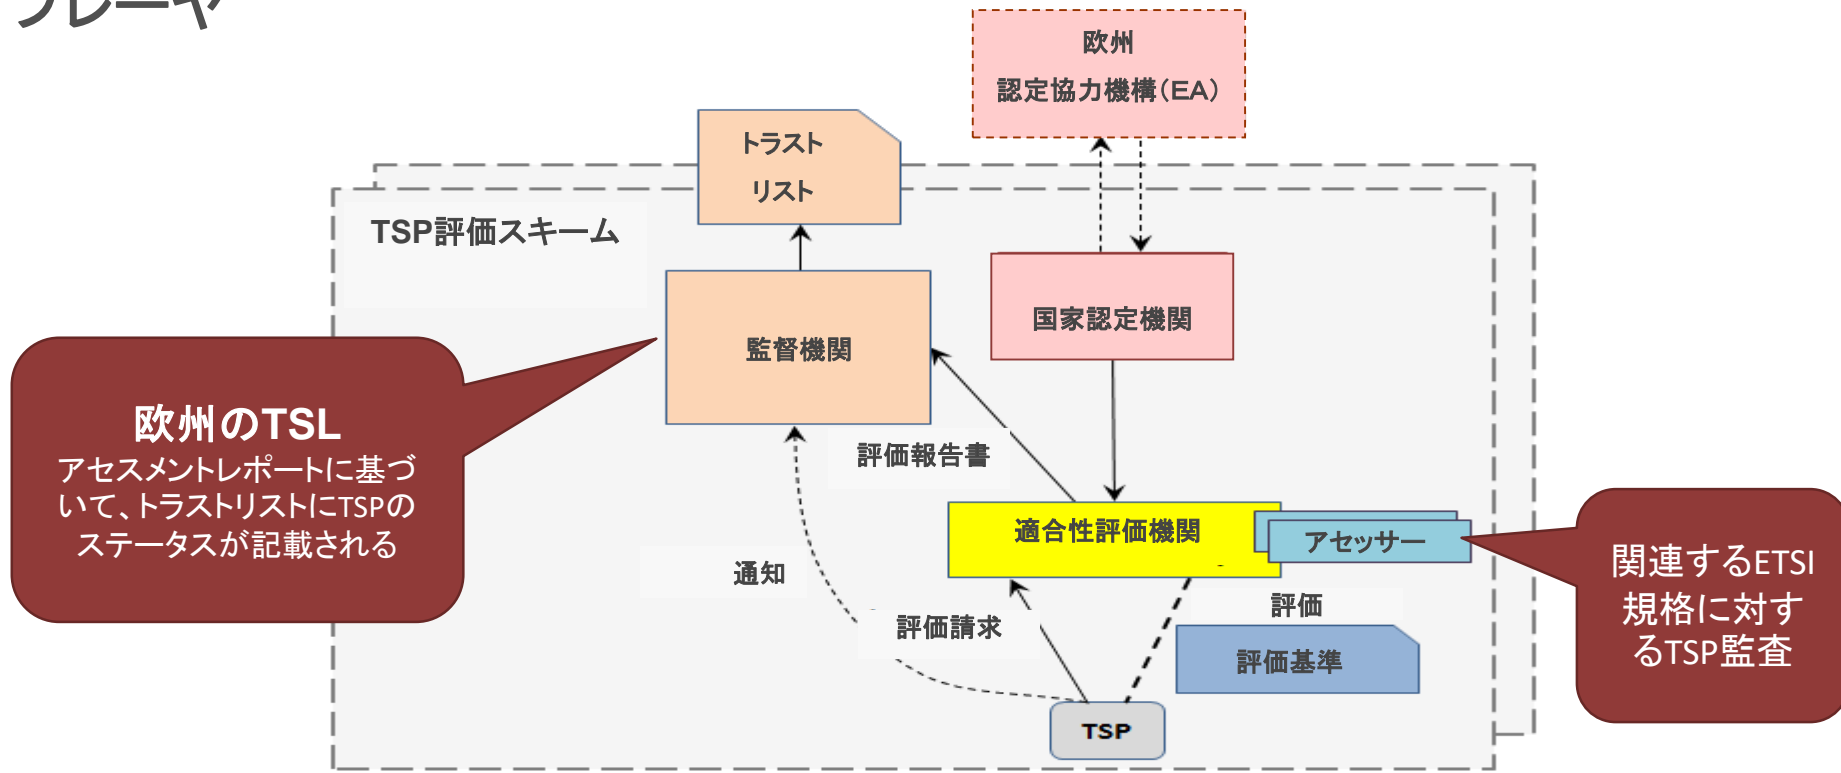 プレーヤ
欧州
認定協力機構（EA）
トラスト
リスト
TSP評価スキーム
国家認定機関
監督機関
欧州のTSL
アセスメントレポートに基づ
いて、トラストリストにTSPの
ステータスが記載される
評価報告書
適合性評価機関
アセッサー
関連するETSI
規格に対す
るTSP監査
通知
評価
評価請求
評価基準
TSP